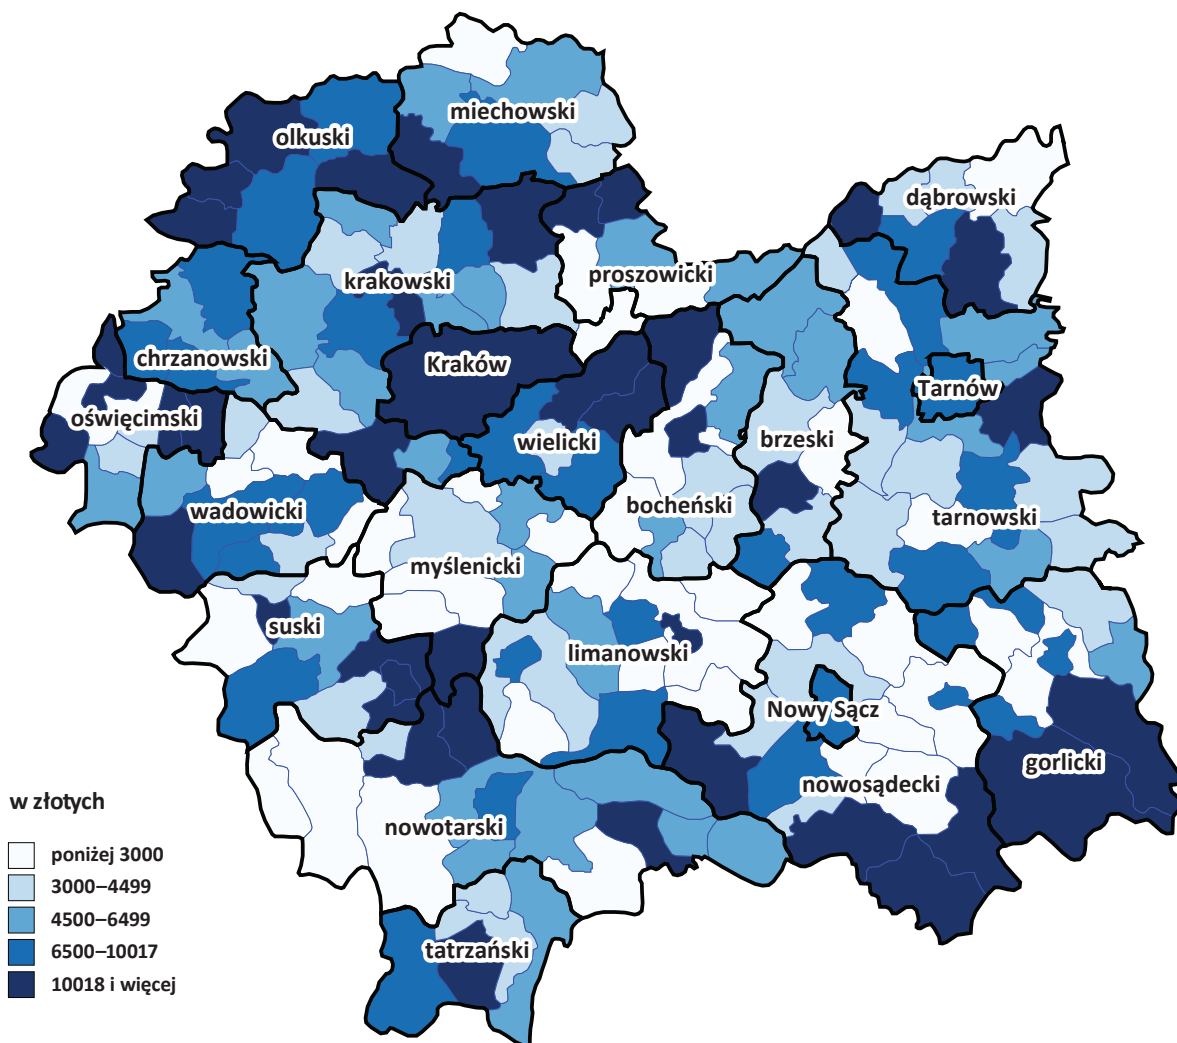 miechowski
olkuski
dąbrowski
proszowicki
krakowski
chrzanowski
Kraków
Tarnów
oświęcimski
wielicki
brzeski
wadowicki
bocheński
tarnowski
myślenicki
suski
limanowski
Nowy Sącz
gorlicki
nowosądecki
nowotarski
tatrzański
w złotych
poniżej 3000
3000–4499
4500–6499
6500–10017
10018 i więcej